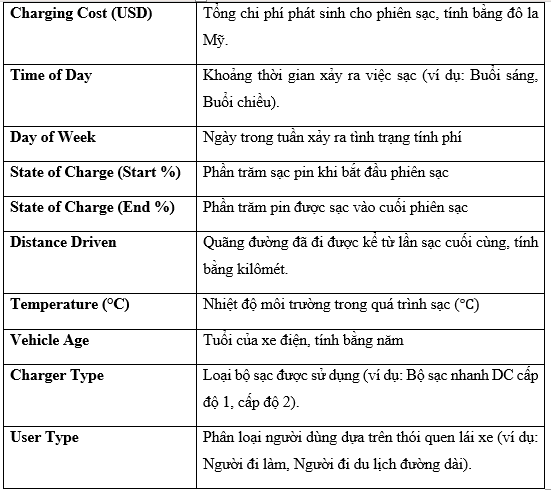 Charging Cost (USD) Tổng chi phí phát sinh cho phiên sạc, tính bằng đô la
Mỹ.
Time of Day Khoảng thời gian xảy ra việc sạc (ví dụ: Buổi sáng,
Buổi chiều).
Day of Week Ngày trong tuần xảy ra tình trạng tính phí
State of Charge (Start %) Phần trăm sạc pin khi bắt đầu phiên sạc
State of Charge (End %) Phần trăm pin được sạc vào cuối phiên sạc
Distance Driven Quãng đường đã đi được kể từ lần sạc cuối cùng, tính
bằng kilômét.
Temperature (°C) Nhiệt độ môi trường trong quá trình sạc (°C)
Vehicle Age Tuổi của xe điện, tính bằng năm
Charger Type Loại bộ sạc được sử dụng (ví dụ: Bộ sạc nhanh DC cấp
độ 1, cấp độ 2).
User Type Phân loại người dùng dựa trên thói quen lái xe (ví dụ:
Người đi làm, Người đi du lịch đường dài).